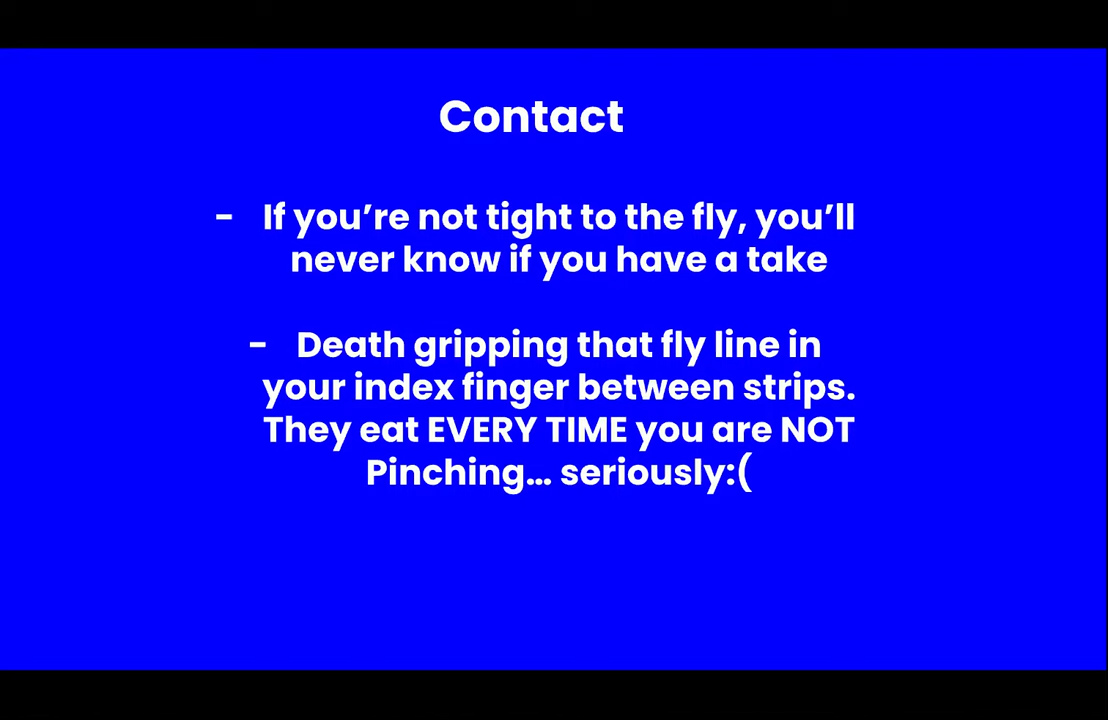 Contact
- If you’re not tight to the fly, you’ll
never know if you have a take
- Death gripping that fly line in
your index finger between strips.
They eat EVERY TIME you are NOT
Pinching… seriously:(